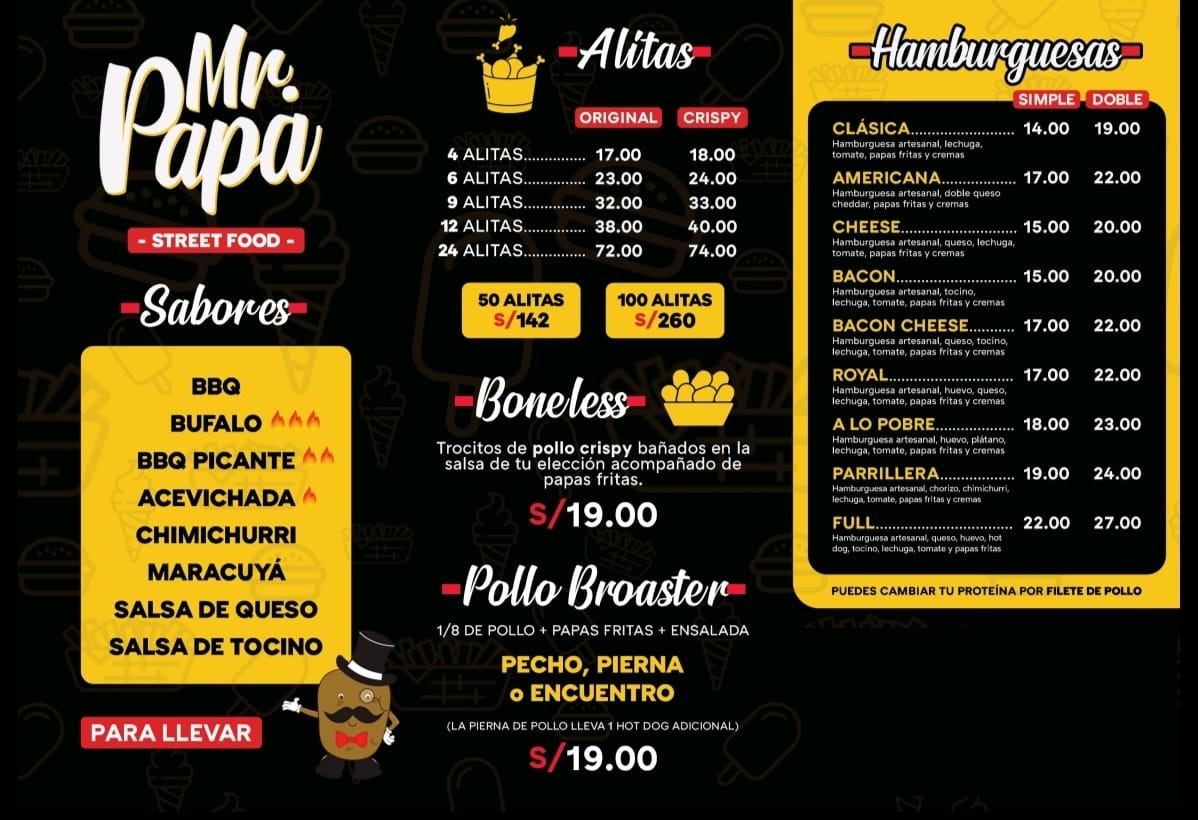 Mr.
Papa
- STREET FOOD -
Sabores
BBQ
BUFALO
BBQ PICANTE
ACEVICHADA
CHIMICHURRI
MARACUYÁ
SALSA DE QUESO
SALSA DE TOCINO
PARA LLEVAR
Alitas
ORIGINAL CRISPY
4 ALITAS.............. 17.00 18.00
6 ALITAS.............. 23.00 24.00
9 ALITAS.............. 32.00 33.00
12 ALITAS.............. 38.00 40.00
24 ALITAS.............. 72.00 74.00
50 ALITAS
S/142
100 ALITAS
S/260
Boneless
Trocitos de pollo crispy bañados en la
salsa de tu elección acompañado de
papas fritas.
S/19.00
Pollo Broaster
1/8 DE POLLO + PAPAS FRITAS + ENSALADA
PECHO, PIERNA
o ENCUENTRO
(LA PIERNA DE POLLO LLEVA 1 HOT DOG ADICIONAL)
S/19.00
Hamburguesas
SIMPLE DOBLE
CLÁSICA......................... 14.00 19.00
Hamburguesa artesanal, lechuga,
tomate, papas fritas y cremas
AMERICANA.................. 17.00 22.00
Hamburguesa artesanal, doble queso
cheddar, papas fritas y cremas
CHEESE............................ 15.00 20.00
Hamburguesa artesanal, queso, lechuga,
tomate, papas fritas y cremas
BACON............................. 15.00 20.00
Hamburguesa artesanal, tocino,
lechuga, tomate, papas fritas y cremas
BACON CHEESE........... 17.00 22.00
Hamburguesa artesanal, queso, tocino,
lechuga, tomate, papas fritas y cremas
ROYAL.............................. 17.00 22.00
Hamburguesa artesanal, huevo, queso,
lechuga, tomate, papas fritas y cremas
A LO POBRE................... 18.00 23.00
Hamburguesa artesanal, huevo, plátano,
lechuga, tomate, papas fritas y cremas
PARRILLERA.................. 19.00 24.00
Hamburguesa artesanal, chorizo, chimichurri,
lechuga, tomate, papas fritas y cremas
FULL................................. 22.00 27.00
Hamburguesa artesanal, queso, huevo, hot
dog, tocino, lechuga, tomate y papas fritas
PUEDES CAMBIAR TU PROTEÍNA POR FILETE DE POLLO